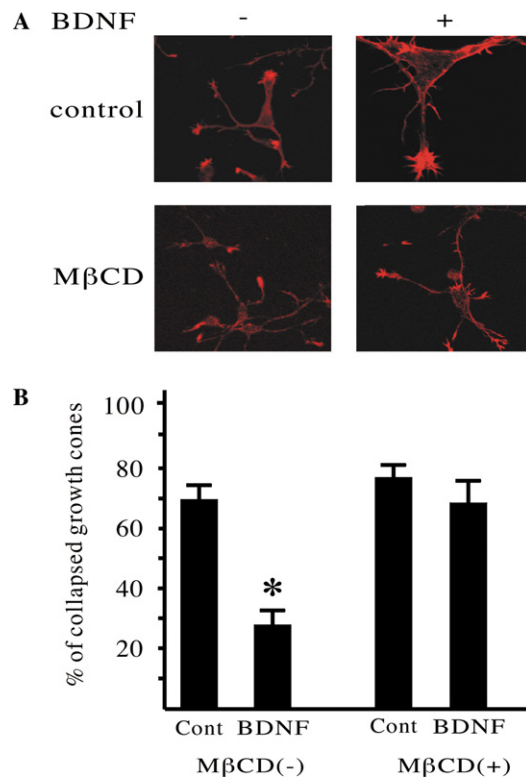 A BDNF - +
control
MβCD
B
100
80
60
40
20
% of collapsed growth cones
*
Cont BDNF Cont BDNF
MβCD(-) MβCD(+)